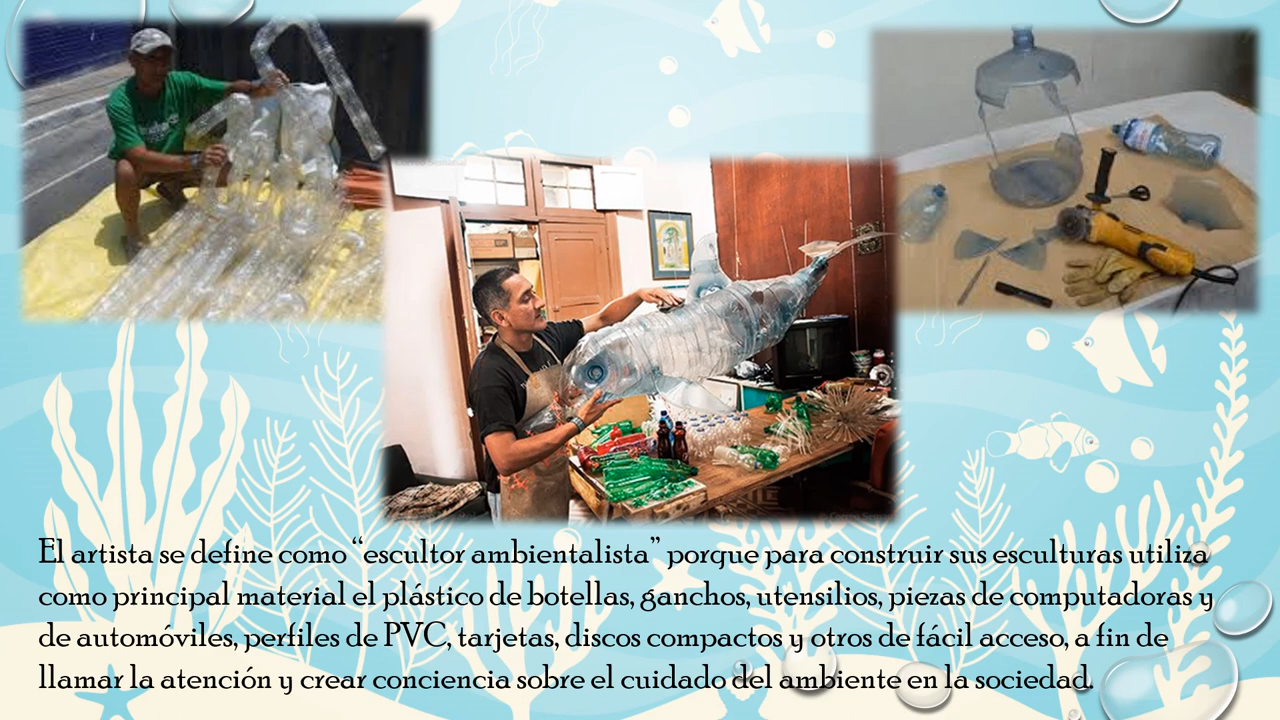 El artista se define como “escultor ambientalista” porque para construir sus esculturas utiliza
como principal material el plástico de botellas, ganchos, utensilios, piezas de computadoras y
de automóviles, perfiles de PVC, tarjetas, discos compactos y otros de fácil acceso, a fin de
llamar la atención y crear conciencia sobre el cuidado del ambiente en la sociedad.